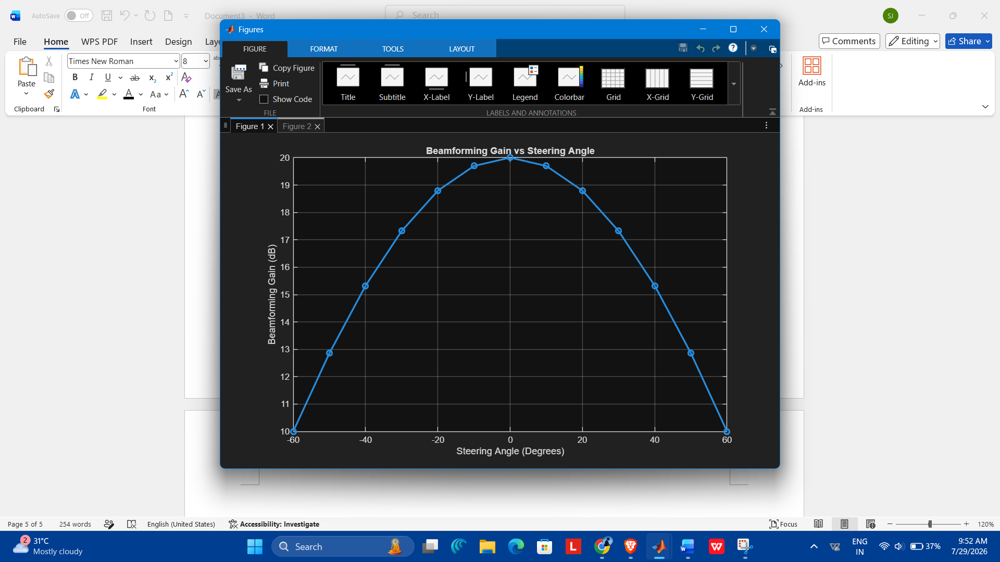 AutoSave Off Document3 - Word Search SJ
Figures
File Home WPS PDF Insert Design Comments Editing Share
FIGURE FORMAT TOOLS LAYOUT
Times New Roman 8
Paste
Clipboard
Font
Save As
Copy Figure
Print
Show Code
FILE
Title Subtitle X-Label Y-Label Legend Colorbar Grid X-Grid Y-Grid
LABELS AND ANNOTATIONS
Add-ins
Add-ins
Figure 1 Figure 2
Beamforming Gain vs Steering Angle
20
19
18
17
16
15
14
13
12
11
10
Beamforming Gain (dB)
-60 -40 -20 0 20 40 60
Steering Angle (Degrees)
Page 5 of 5 254 words English (United States) Accessibility: Investigate Focus 120%
2
31°C
Mostly cloudy
Search
L
ENG
IN
37%
9:52 AM
7/29/2026